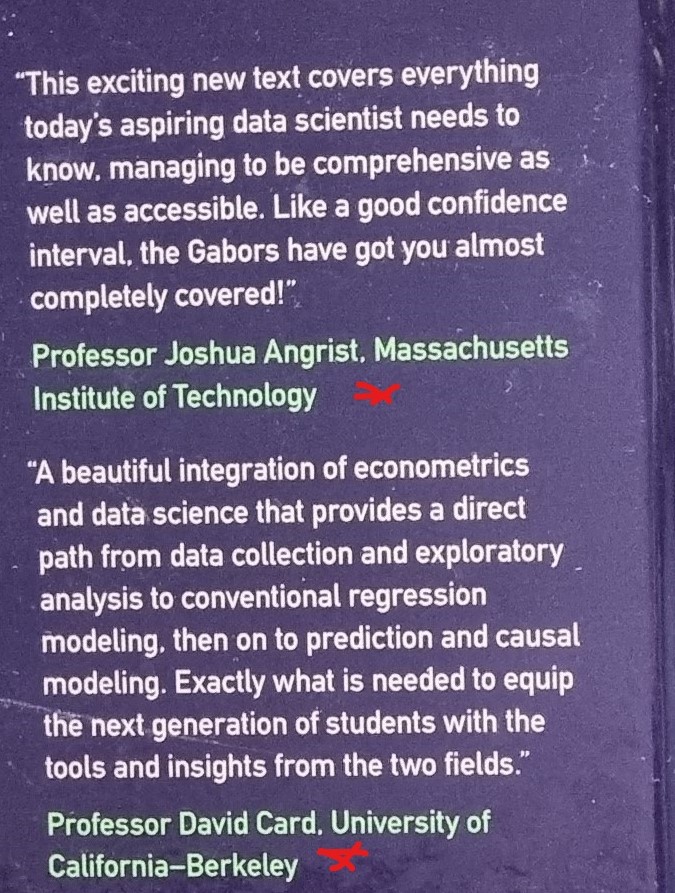 “This exciting new text covers everything
today’s aspiring data scientist needs to
know, managing to be comprehensive as
well as accessible. Like a good confidence
interval, the Gabors have got you almost
completely covered!”
Professor Joshua Angrist, Massachusetts
Institute of Technology
“A beautiful integration of econometrics
and data science that provides a direct
path from data collection and exploratory
analysis to conventional regression
modeling, then on to prediction and causal
modeling. Exactly what is needed to equip
the next generation of students with the
tools and insights from the two fields.”
Professor David Card, University of
California–Berkeley